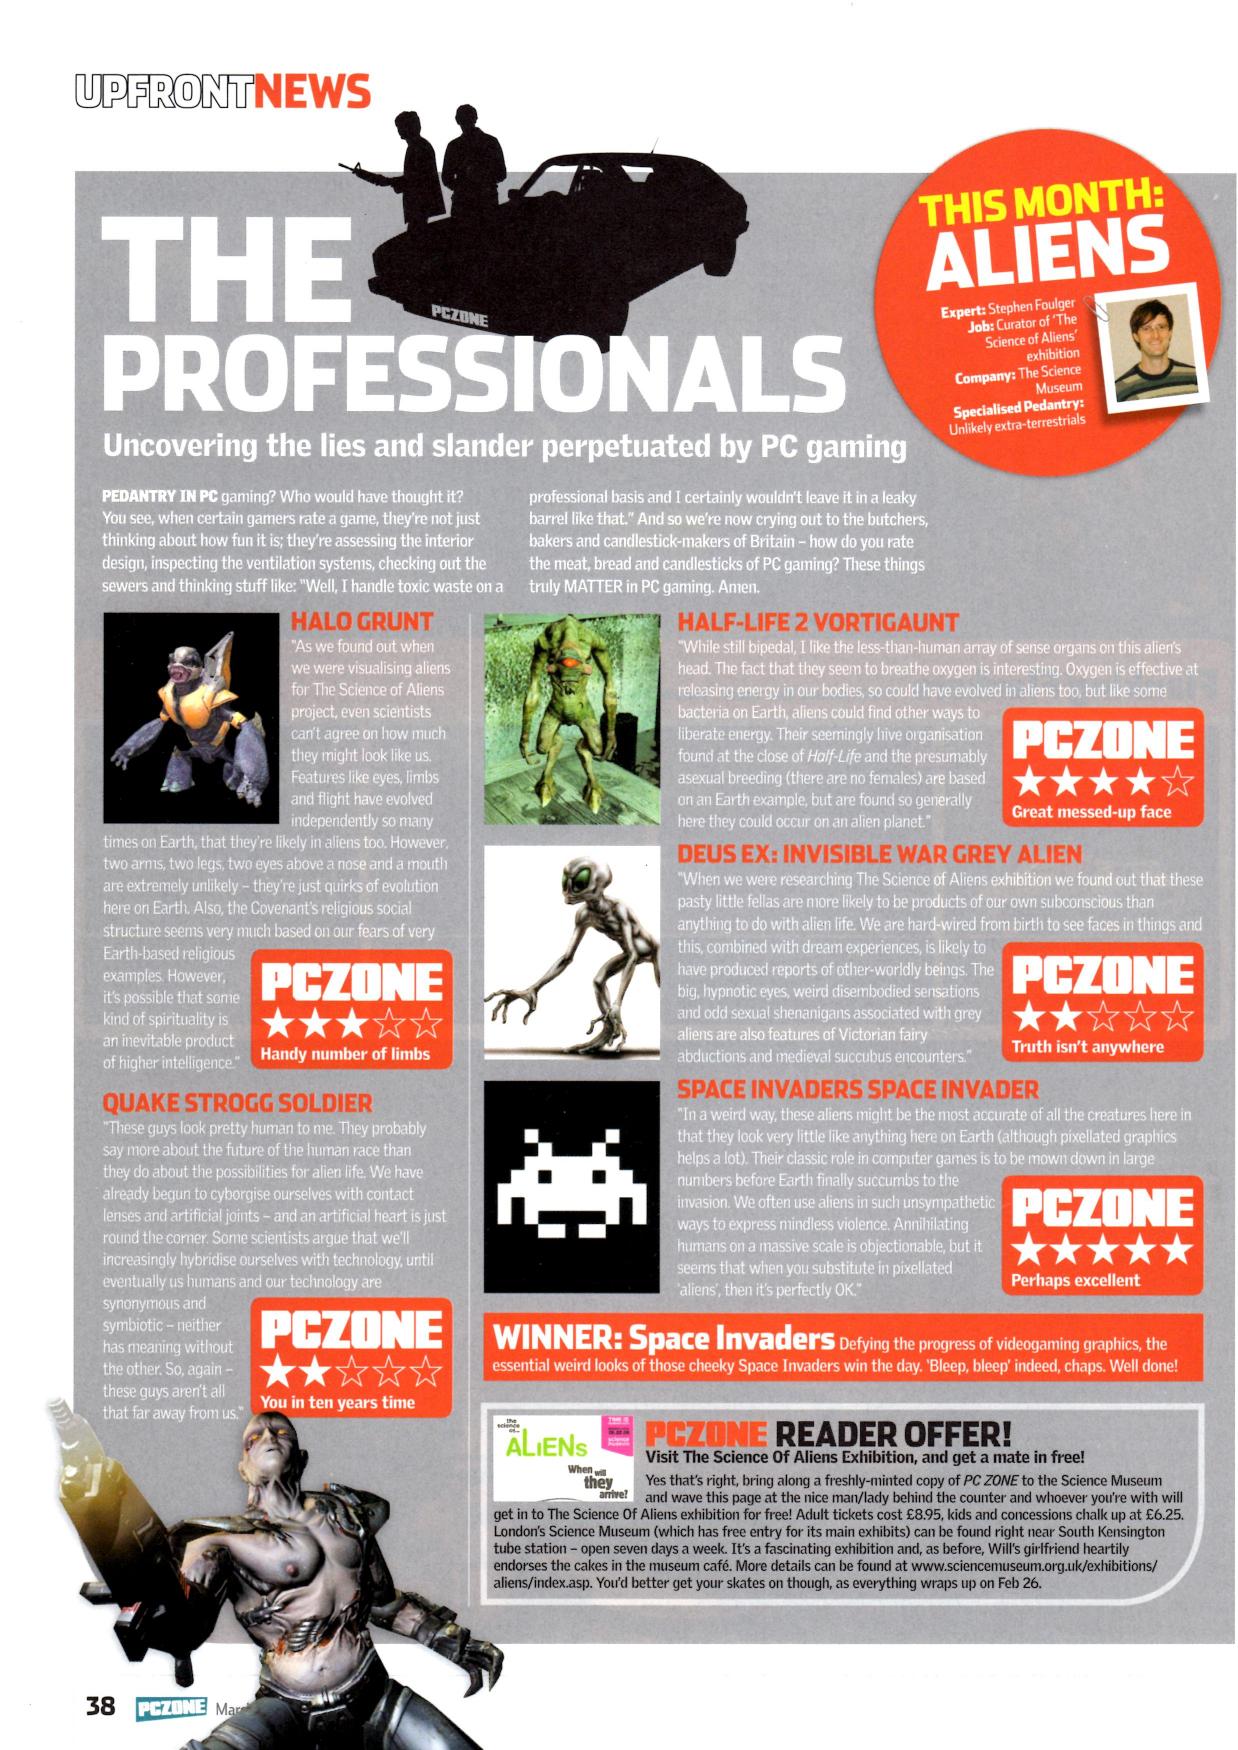 UPFRONTNEWS
THE
PROFESSIONALS
PCZONE
Uncovering the lies and slander perpetuated by PC gaming
THIS MONTH:
ALIENS
Expert: Stephen Foulger
Job: Curator of 'The
Science of Aliens'
exhibition
Company: The Science
Museum
Specialised Pedantry:
Unlikely extra-terrestrials
PEDANTRY IN PC gaming? Who would have thought it?
You see, when certain gamers rate a game, they're not just
thinking about how fun it is; they're assessing the interior
design, inspecting the ventilation systems, checking out the
sewers and thinking stuff like: "Well, I handle toxic waste on a
professional basis and I certainly wouldn't leave it in a leaky
barrel like that." And so we're now crying out to the butchers,
bakers and candlestick-makers of Britain – how do you rate
the meat, bread and candlesticks of PC gaming? These things
truly MATTER in PC gaming. Amen.
HALO GRUNT
"As we found out when
we were visualising aliens
for The Science of Aliens
project, even scientists
can't agree on how much
they might look like us.
Features like eyes, limbs
and flight have evolved
independently so many
times on Earth, that they're likely in aliens too. However,
two arms, two legs, two eyes above a nose and a mouth
are extremely unlikely – they're just quirks of evolution
here on Earth. Also, the Covenant's religious social
structure seems very much based on our fears of very
Earth-based religious
examples. However,
it's possible that some
kind of spirituality is
an inevitable product
of higher intelligence."
PCZONE
★★★☆☆
Handy number of limbs
QUAKE STROGG SOLDIER
"These guys look pretty human to me. They probably
say more about the future of the human race than
they do about the possibilities for alien life. We have
already begun to cyborgise ourselves with contact
lenses and artificial joints – and an artificial heart is just
round the corner. Some scientists argue that we'll
increasingly hybridise ourselves with technology, until
eventually us humans and our technology are
synonymous and
symbiotic – neither
has meaning without
the other. So, again –
these guys aren't all
that far away from us."
PCZONE
★★☆☆☆
You in ten years time
HALF-LIFE 2 VORTIGAUNT
"While still bipedal, I like the less-than-human array of sense organs on this alien's
head. The fact that they seem to breathe oxygen is interesting. Oxygen is effective at
releasing energy in our bodies, so could have evolved in aliens too, but like some
bacteria on Earth, aliens could find other ways to
liberate energy. Their seemingly hive organisation
found at the close of Half-Life and the presumably
asexual breeding (there are no females) are based
on an Earth example, but are found so generally
here they could occur on an alien planet."
PCZONE
★★★★☆
Great messed-up face
DEUS EX: INVISIBLE WAR GREY ALIEN
"When we were researching The Science of Aliens exhibition we found out that these
pasty little fellas are more likely to be products of our own subconscious than
anything to do with alien life. We are hard-wired from birth to see faces in things and
this, combined with dream experiences, is likely to
have produced reports of other-worldly beings. The
big, hypnotic eyes, weird disembodied sensations
and odd sexual shenanigans associated with grey
aliens are also features of Victorian fairy
abductions and medieval succubus encounters."
PCZONE
★★☆☆☆
Truth isn't anywhere
SPACE INVADERS SPACE INVADER
"In a weird way, these aliens might be the most accurate of all the creatures here in
that they look very little like anything here on Earth (although pixellated graphics
helps a lot). Their classic role in computer games is to be mown down in large
numbers before Earth finally succumbs to the
invasion. We often use aliens in such unsympathetic
ways to express mindless violence. Annihilating
humans on a massive scale is objectionable, but it
seems that when you substitute in pixellated
'aliens', then it's perfectly OK."
PCZONE
★★★★★
Perhaps excellent
WINNER: Space Invaders Defying the progress of videogaming graphics, the
essential weird looks of those cheeky Space Invaders win the day. 'Bleep, bleep' indeed, chaps. Well done!
the
science
of...
ALiENs
When will
they
arrive?
science
museum
PCZONE READER OFFER!
Visit The Science Of Aliens Exhibition, and get a mate in free!
Yes that's right, bring along a freshly-minted copy of PC ZONE to the Science Museum
and wave this page at the nice man/lady behind the counter and whoever you're with will
get in to The Science Of Aliens exhibition for free! Adult tickets cost £8.95, kids and concessions chalk up at £6.25.
London's Science Museum (which has free entry for its main exhibits) can be found right near South Kensington
tube station – open seven days a week. It's a fascinating exhibition and, as before, Will's girlfriend heartily
endorses the cakes in the museum café. More details can be found at www.sciencemuseum.org.uk/exhibitions/
aliens/index.asp. You'd better get your skates on though, as everything wraps up on Feb 26.
38 PCZONE Mar